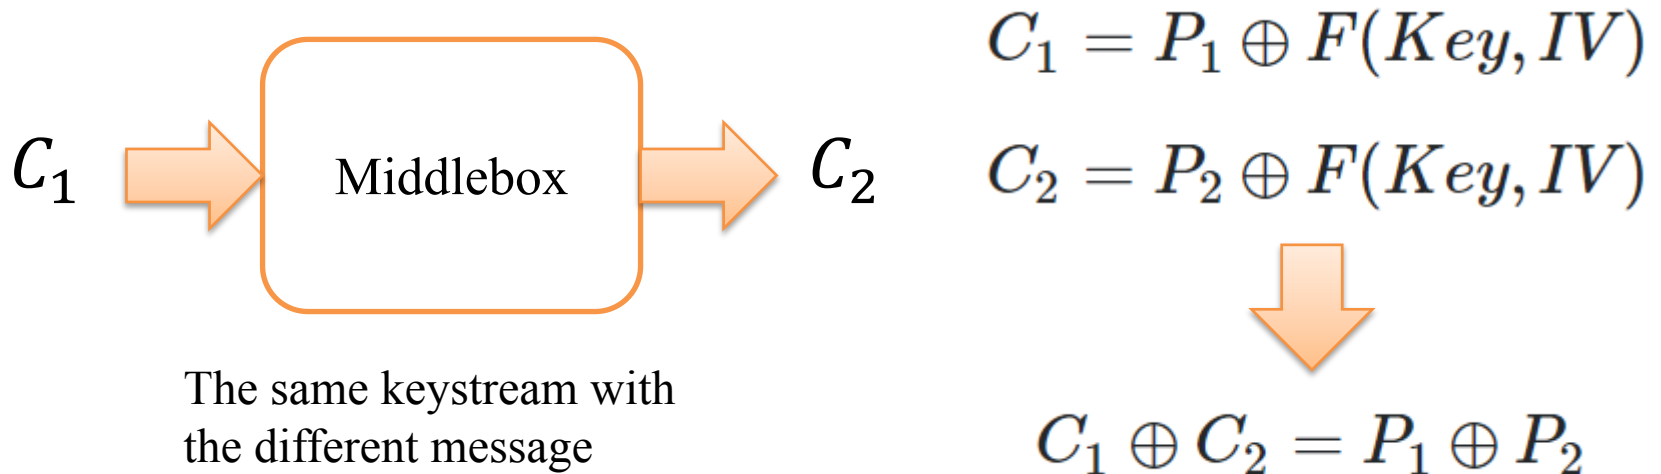 C₁
Middlebox
C₂
The same keystream with
the different message
C₁ = P₁ ⊕ F(Key, IV)
C₂ = P₂ ⊕ F(Key, IV)
C₁ ⊕ C₂ = P₁ ⊕ P₂